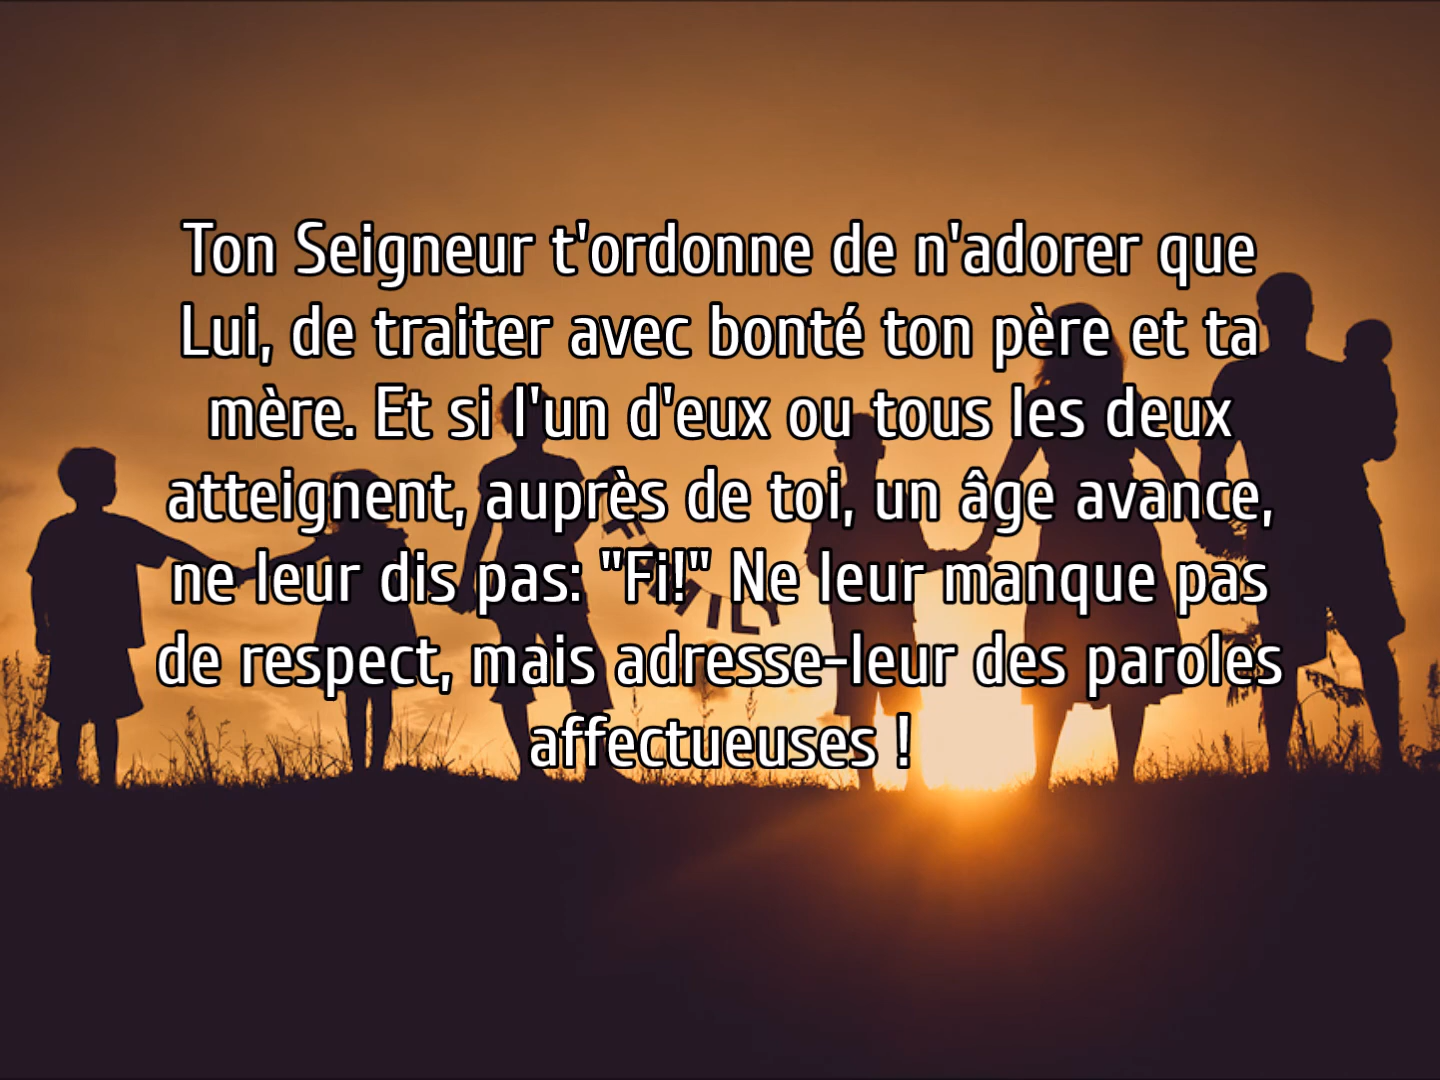 Ton Seigneur t'ordonne de n'adorer que
Lui, de traiter avec bonté ton père et ta
mère. Et si l'un d'eux ou tous les deux
atteignent, auprès de toi, un âge avance,
ne leur dis pas: "Fi!" Ne leur manque pas
de respect, mais adresse-leur des paroles
affectueuses !
FAMILY